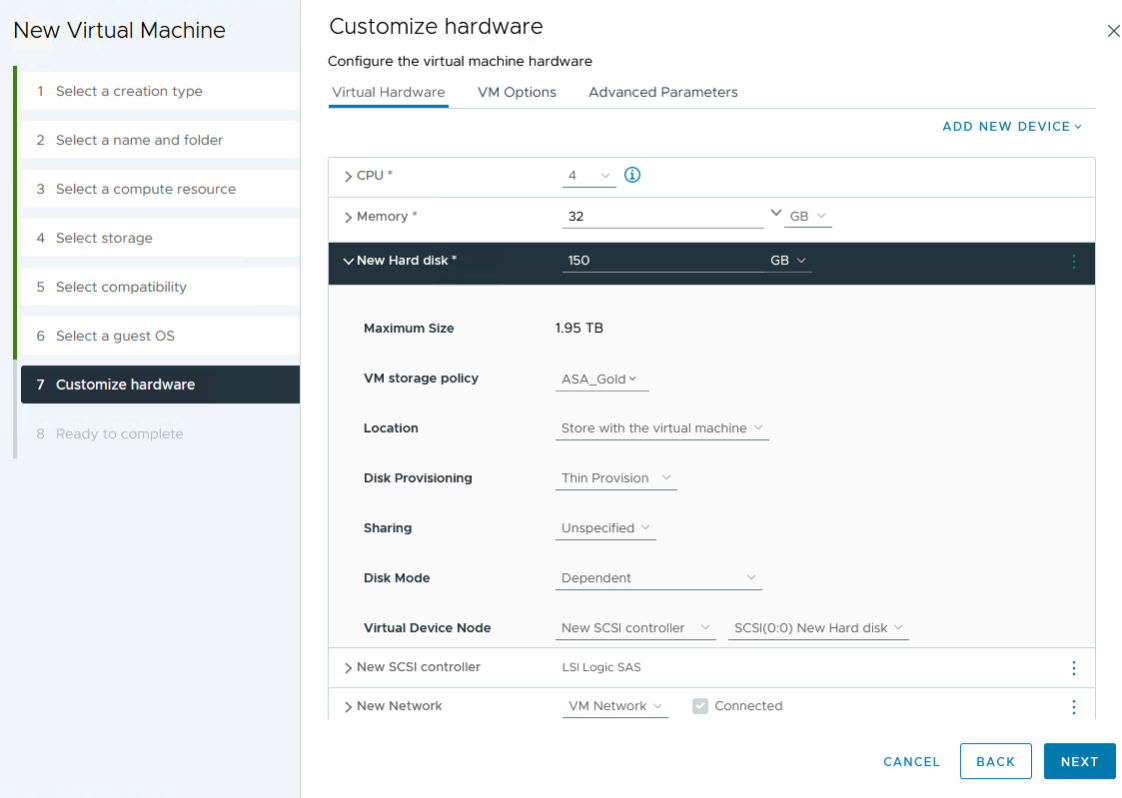 New Virtual Machine
1 Select a creation type
2 Select a name and folder
3 Select a compute resource
4 Select storage
5 Select compatibility
6 Select a guest OS
7 Customize hardware
8 Ready to complete
Customize hardware
Configure the virtual machine hardware
Virtual Hardware VM Options Advanced Parameters
ADD NEW DEVICE
CPU * 4
Memory * 32 GB
New Hard disk * 150 GB
Maximum Size 1.95 TB
VM storage policy ASA_Gold
Location Store with the virtual machine
Disk Provisioning Thin Provision
Sharing Unspecified
Disk Mode Dependent
Virtual Device Node New SCSI controller SCSI(0:0) New Hard disk
New SCSI controller LSI Logic SAS
New Network VM Network Connected
CANCEL BACK NEXT